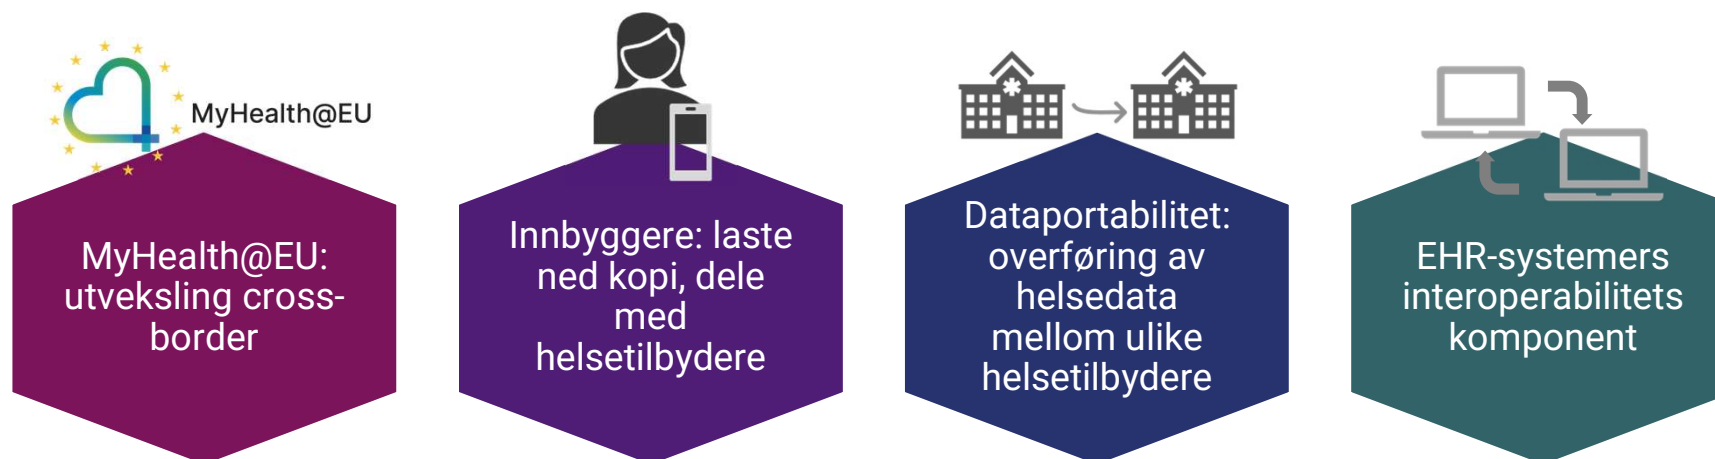 MyHealth@EU
MyHealth@EU:
utveksling cross-
border
Innbyggere: laste
ned kopi, dele
med
helsetilbydere
Dataportabilitet:
overføring av
helsedata
mellom ulike
helsetilbydere
EHR-systemers
interoperabilitets
komponent